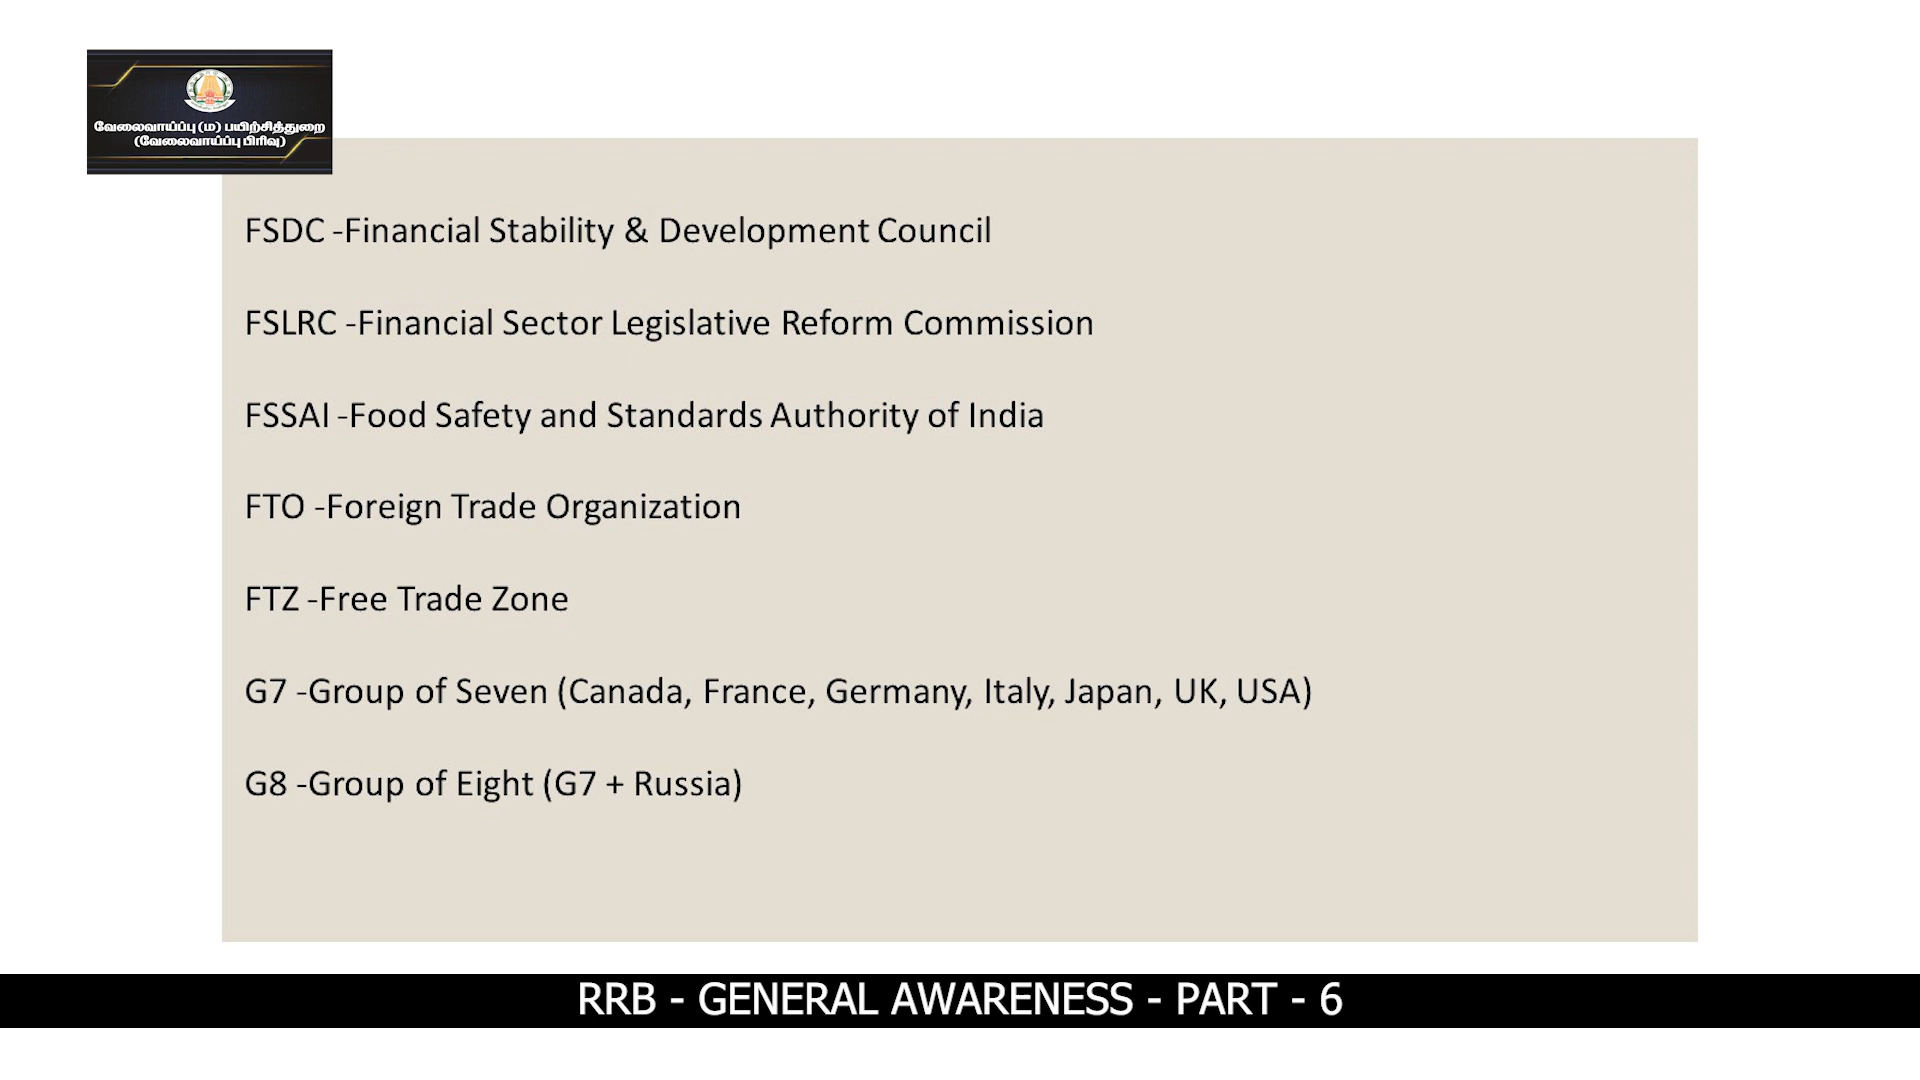 வேலைவாய்ப்பு (ம) பயிற்சித்துறை
(வேலைவாய்ப்பு பிரிவு)
FSDC -Financial Stability & Development Council
FSLRC -Financial Sector Legislative Reform Commission
FSSAI -Food Safety and Standards Authority of India
FTO -Foreign Trade Organization
FTZ -Free Trade Zone
G7 -Group of Seven (Canada, France, Germany, Italy, Japan, UK, USA)
G8 -Group of Eight (G7 + Russia)
RRB - GENERAL AWARENESS - PART - 6